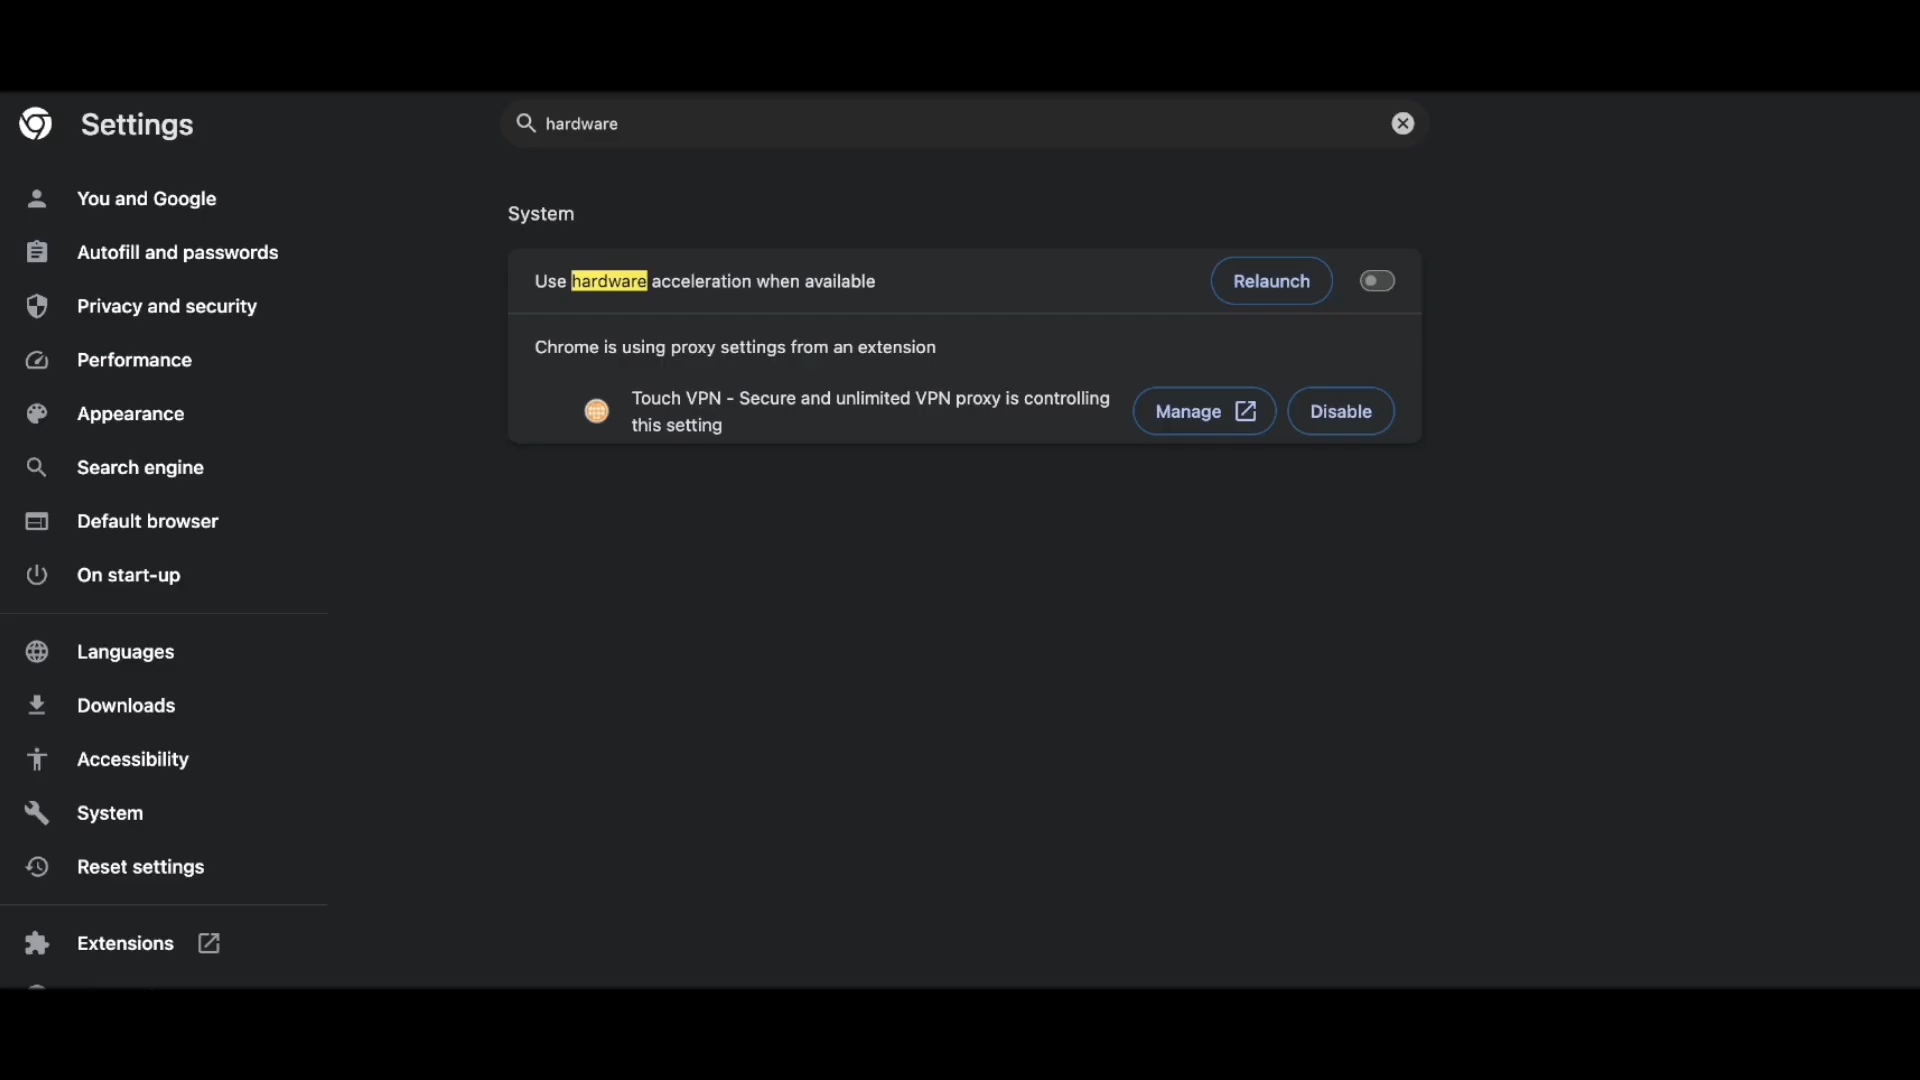 Settings
hardware
You and Google
Autofill and passwords
Privacy and security
Performance
Appearance
Search engine
Default browser
On start-up
Languages
Downloads
Accessibility
System
Reset settings
Extensions
System
Use hardware acceleration when available
Relaunch
Chrome is using proxy settings from an extension
Touch VPN - Secure and unlimited VPN proxy is controlling
this setting
Manage
Disable